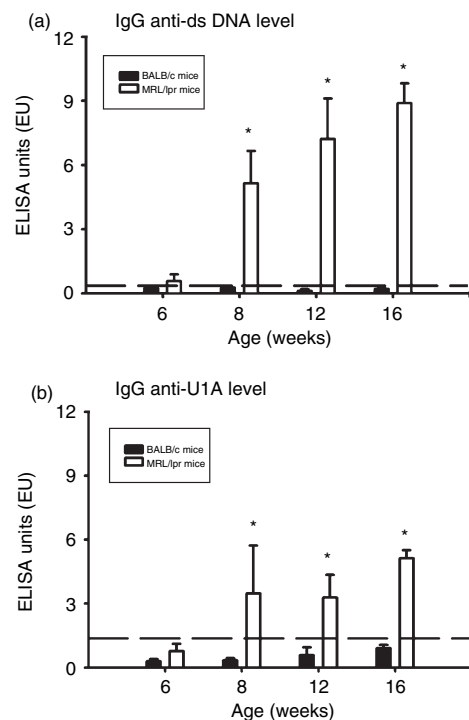 (a) IgG anti-ds DNA level
12
BALB/c mice
MRL/lpr mice
9
6
3
0
ELISA units (EU)
* * *
6 8 12 16
Age (weeks)
(b) IgG anti-U1A level
12
BALB/c mice
MRL/lpr mice
9
6
3
0
ELISA units (EU)
* * *
6 8 12 16
Age (weeks)